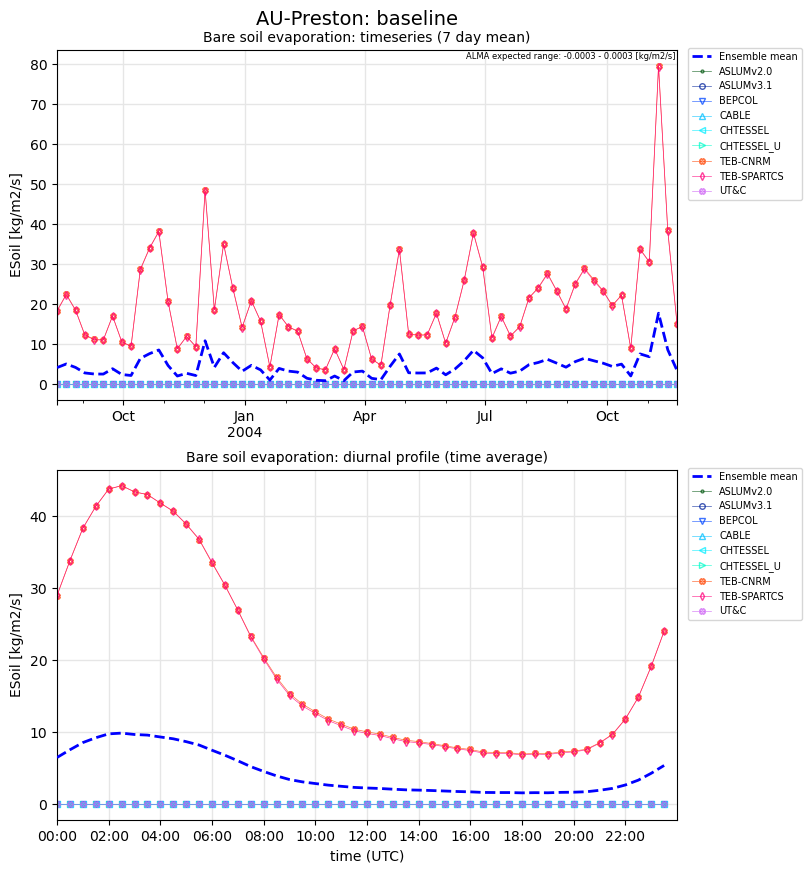 AU-Preston: baseline
Bare soil evaporation: timeseries (7 day mean)
ALMA expected range: -0.0003 - 0.0003 [kg/m2/s]
80
70
60
50
40
30
20
10
0
ESoil [kg/m2/s]
Oct
Jan
2004
Apr
Jul
Oct
Ensemble mean
ASLUMv2.0
ASLUMv3.1
BEPCOL
CABLE
CHTESSEL
CHTESSEL_U
TEB-CNRM
TEB-SPARTCS
UT&C
Bare soil evaporation: diurnal profile (time average)
40
30
20
10
0
ESoil [kg/m2/s]
00:00
02:00
04:00
06:00
08:00
10:00
12:00
14:00
16:00
18:00
20:00
22:00
time (UTC)
Ensemble mean
ASLUMv2.0
ASLUMv3.1
BEPCOL
CABLE
CHTESSEL
CHTESSEL_U
TEB-CNRM
TEB-SPARTCS
UT&C